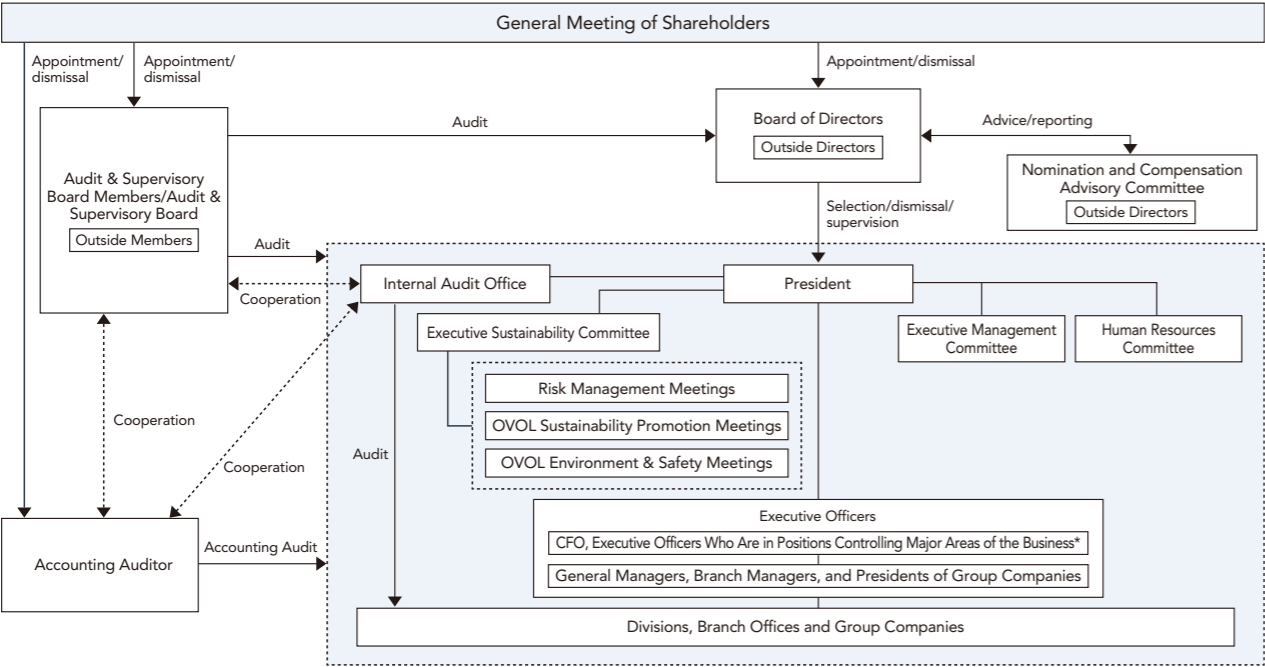 General Meeting of Shareholders
Appointment/
dismissal
Appointment/
dismissal
Appointment/dismissal
Audit
Board of Directors
Outside Directors
Advice/reporting
Audit & Supervisory
Board Members/Audit &
Supervisory Board
Outside Members
Nomination and Compensation
Advisory Committee
Outside Directors
Selection/dismissal/
supervision
Audit
Cooperation
Internal Audit Office
President
Executive Sustainability Committee
Executive Management
Committee
Human Resources
Committee
Risk Management Meetings
OVOL Sustainability Promotion Meetings
OVOL Environment & Safety Meetings
Cooperation
Cooperation
Audit
Executive Officers
CFO, Executive Officers Who Are in Positions Controlling Major Areas of the Business*
General Managers, Branch Managers, and Presidents of Group Companies
Accounting Auditor
Accounting Audit
Divisions, Branch Offices and Group Companies